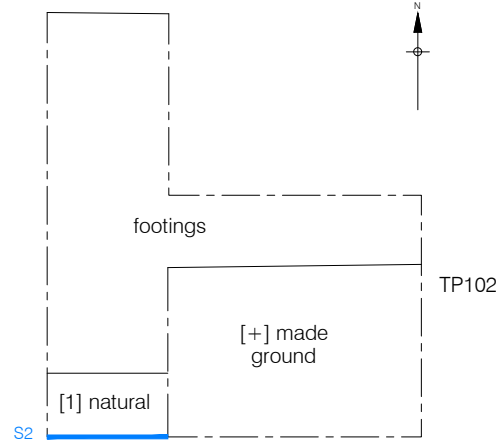 N
footings
TP102
[+] made
ground
[1] natural
S2